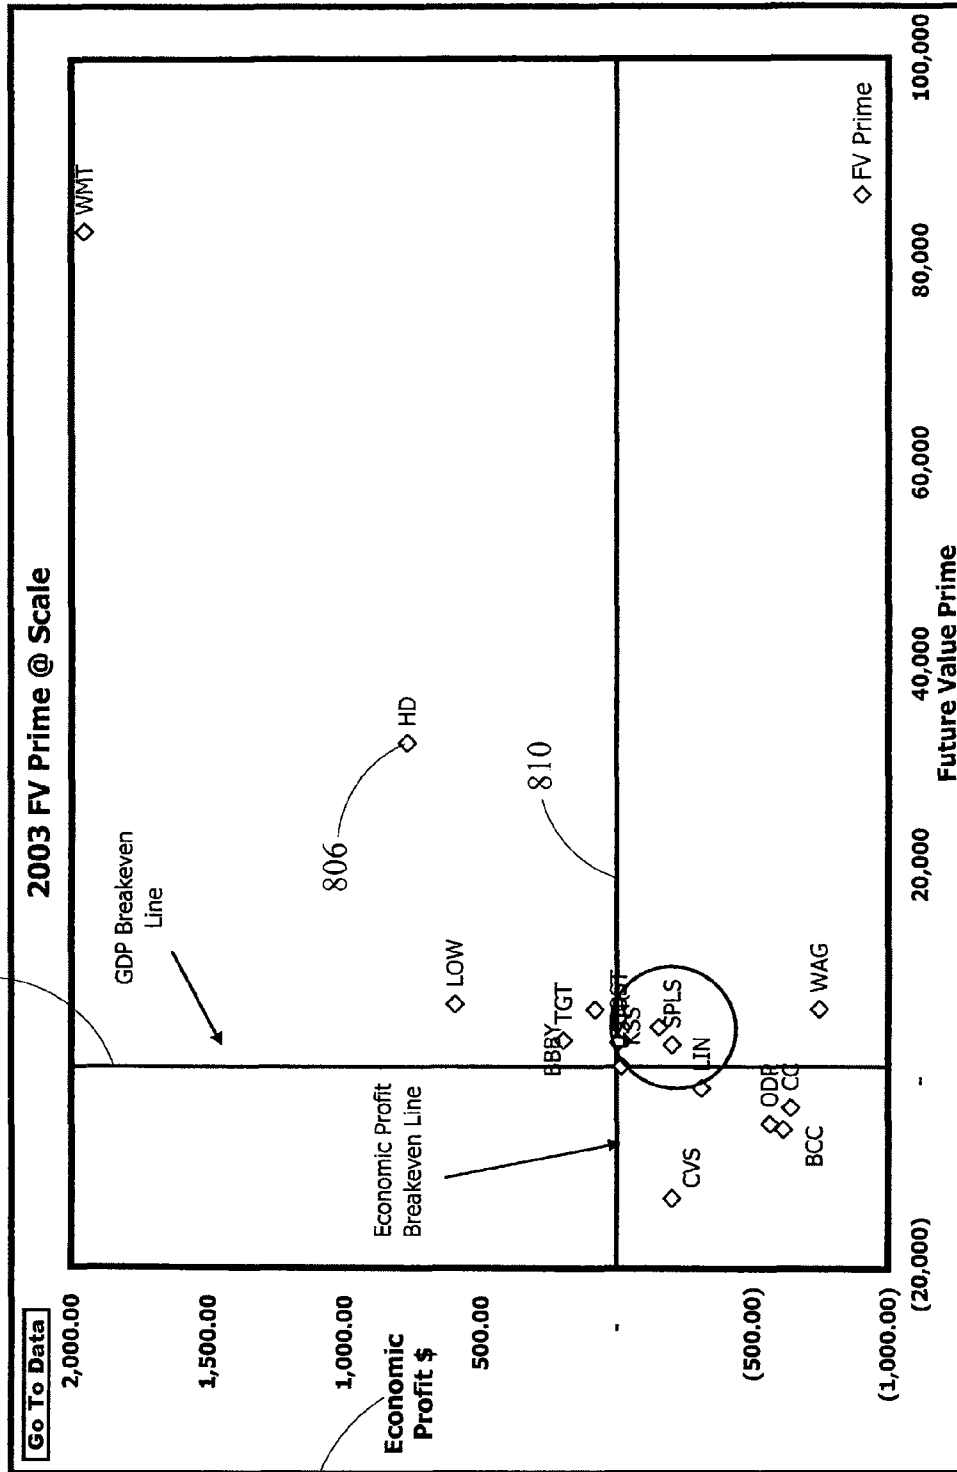 Go To Data
2003 FV Prime @ Scale
2,000.00
1,500.00
1,000.00
500.00
-
(500.00)
(1,000.00)
Economic
Profit $
GDP Breakeven
Line
Economic Profit
Breakeven Line
806
810
WMT
HD
LOW
TGT
BBBY
KSS
SPLS
LIN
WAG
ODP
CC
BCC
CVS
FV Prime
(20,000)
-
20,000
40,000
60,000
80,000
100,000
Future Value Prime